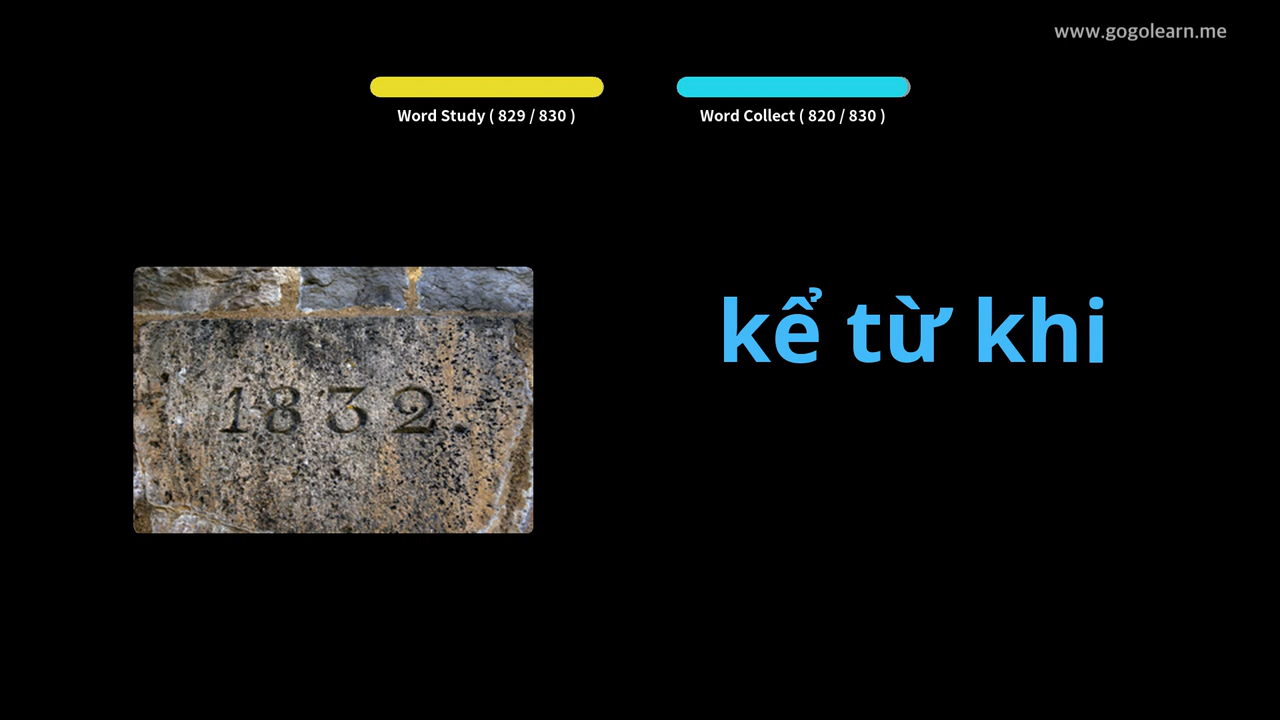 www.gogolearn.me
Word Study ( 829 / 830 )
Word Collect ( 820 / 830 )
kể từ khi
1832.